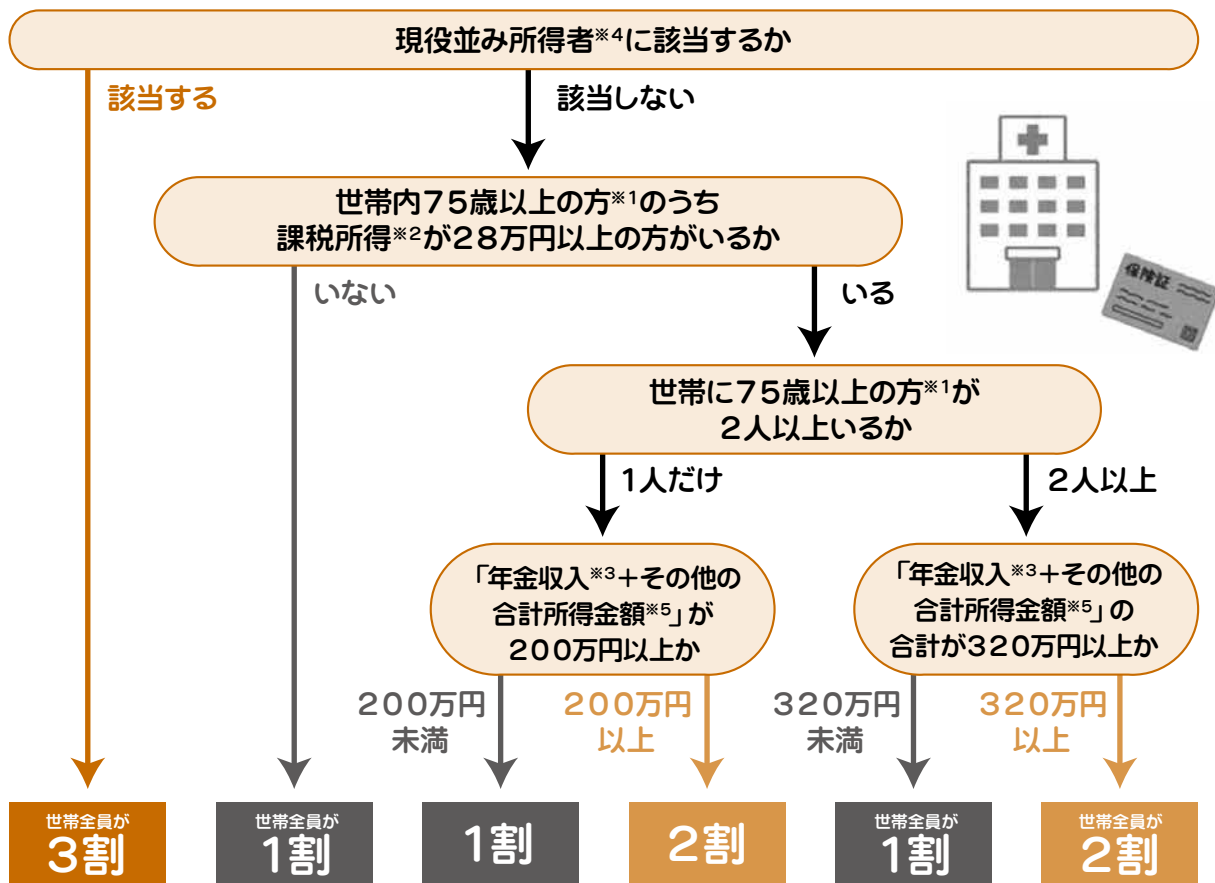 現役並み所得者※4に該当するか
該当する
該当しない
世帯内75歳以上の方※1のうち
課税所得※2が28万円以上の方がいるか
保険証
いない
いる
世帯に75歳以上の方※1が
2人以上いるか
1人だけ
2人以上
「年金収入※3＋その他の
合計所得金額※5」が
200万円以上か
「年金収入※3＋その他の
合計所得金額※5」の
合計が320万円以上か
200万円
未満
200万円
以上
320万円
未満
320万円
以上
世帯全員が
3割
世帯全員が
1割
1割
2割
世帯全員が
1割
世帯全員が
2割